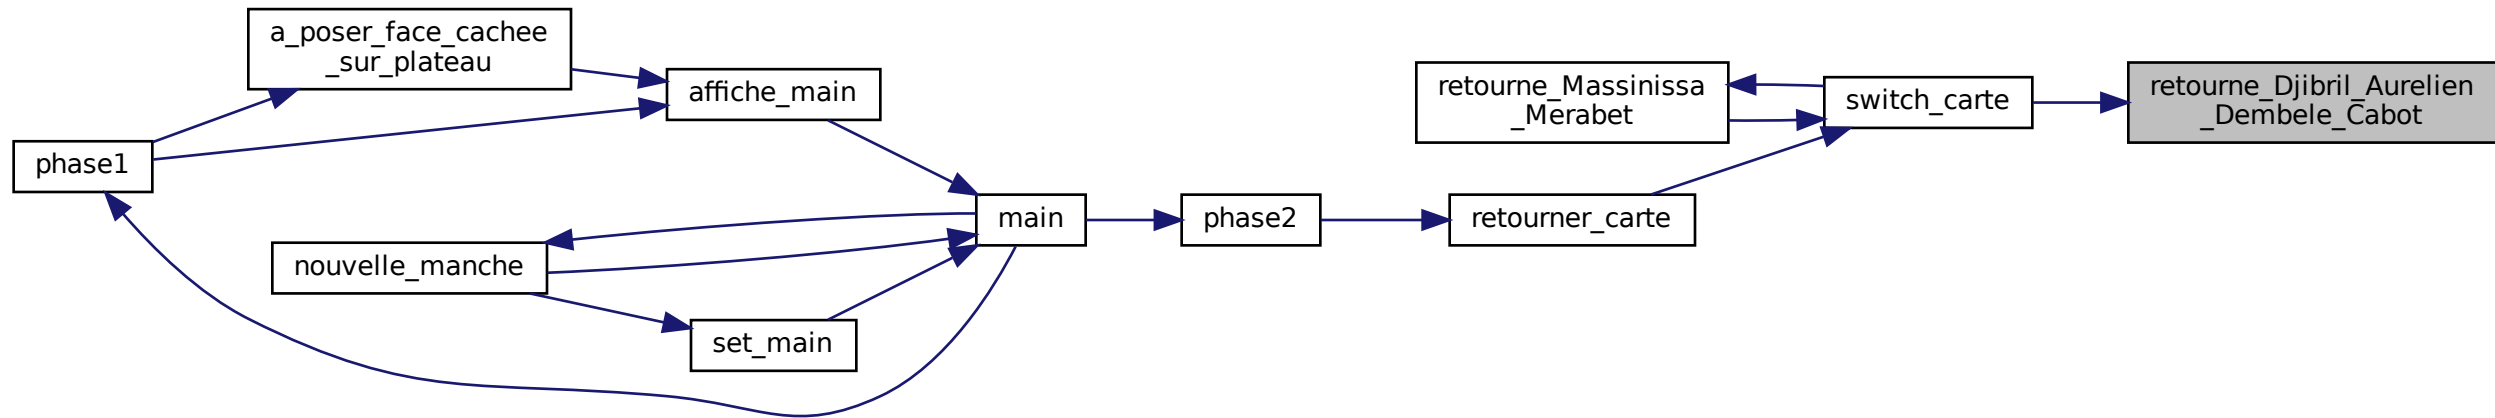 a_poser_face_cachee
_sur_plateau
affiche_main
phase1
nouvelle_manche
set_main
main
phase2
retourne_Massinissa
_Merabet
retourner_carte
switch_carte
retourne_Djibril_Aurelien
_Dembele_Cabot